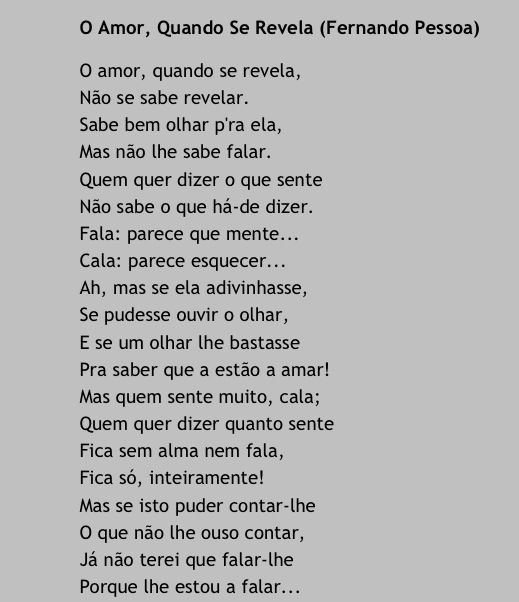 O Amor, Quando Se Revela (Fernando Pessoa)
O amor, quando se revela,
Não se sabe revelar.
Sabe bem olhar p'ra ela,
Mas não lhe sabe falar.
Quem quer dizer o que sente
Não sabe o que há-de dizer.
Fala: parece que mente...
Cala: parece esquecer...
Ah, mas se ela adivinhasse,
Se pudesse ouvir o olhar,
E se um olhar lhe bastasse
Pra saber que a estão a amar!
Mas quem sente muito, cala;
Quem quer dizer quanto sente
Fica sem alma nem fala,
Fica só, inteiramente!
Mas se isto puder contar-lhe
O que não lhe ouso contar,
Já não terei que falar-lhe
Porque lhe estou a falar...